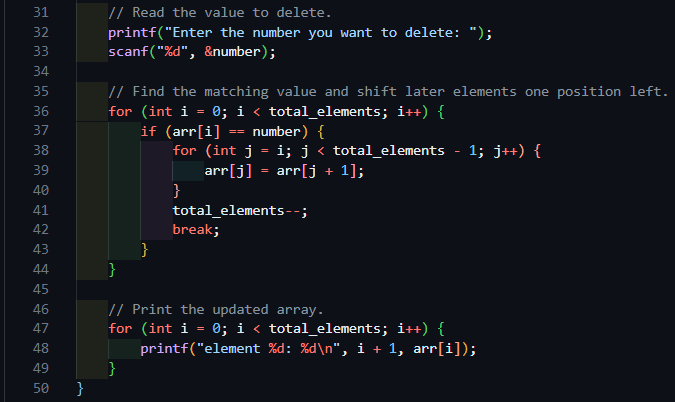 31 // Read the value to delete.
32 printf("Enter the number you want to delete: ");
33 scanf("%d", &number);
34
35 // Find the matching value and shift later elements one position left.
36 for (int i = 0; i < total_elements; i++) {
37 if (arr[i] == number) {
38 for (int j = i; j < total_elements - 1; j++) {
39 arr[j] = arr[j + 1];
40 }
41 total_elements--;
42 break;
43 }
44 }
45
46 // Print the updated array.
47 for (int i = 0; i < total_elements; i++) {
48 printf("element %d: %d\n", i + 1, arr[i]);
49 }
50 }